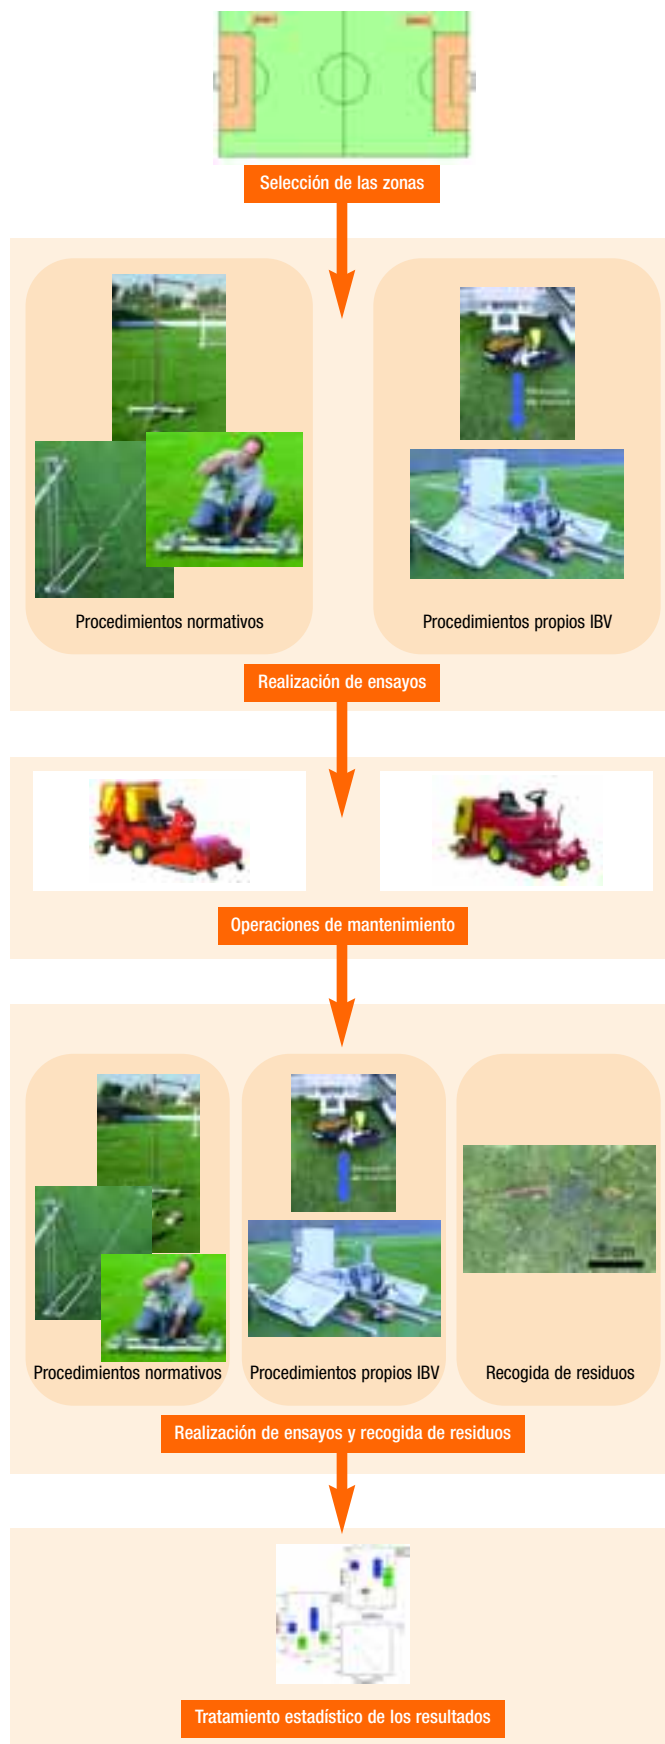 Selección de las zonas
Procedimientos normativos
Procedimientos propios IBV
Realización de ensayos
Operaciones de mantenimiento
Procedimientos normativos
Procedimientos propios IBV
Recogida de residuos
Realización de ensayos y recogida de residuos
Tratamiento estadístico de los resultados